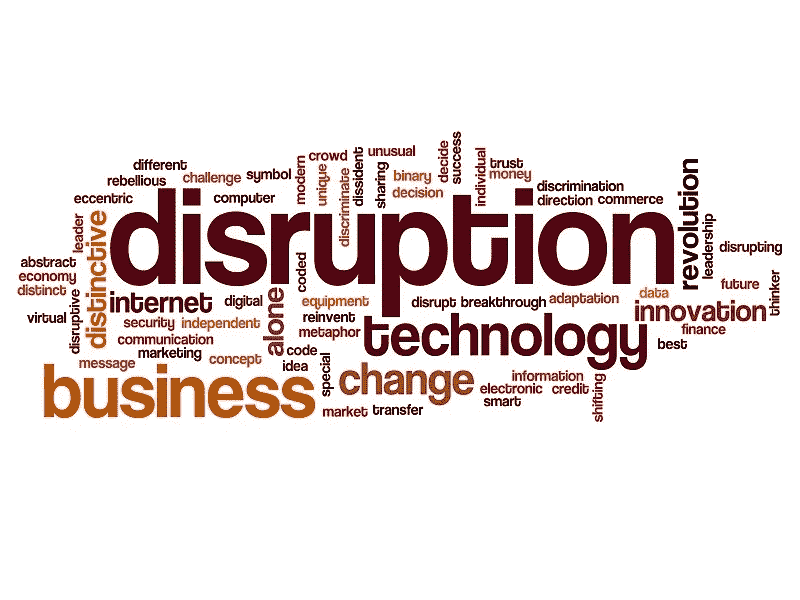 different
rebellious
challenge
symbol
modern
crowd
unique
discriminate
dissident
unusual
sharing
binary
decision
decide
success
individual
trust
money
discrimination
direction
commerce
eccentric
computer
leader
distinctive
disruption
revolution
leadership
disrupting
abstract
economy
distinct
virtual
disruptive
internet
digital
coded
alone
equipment
reinvent
metaphor
disrupt
breakthrough
adaptation
data
future
thinker
innovation
finance
best
security
independent
communication
marketing
concept
message
code
idea
technology
business
special
change
information
electronic
credit
smart
shifting
market
transfer